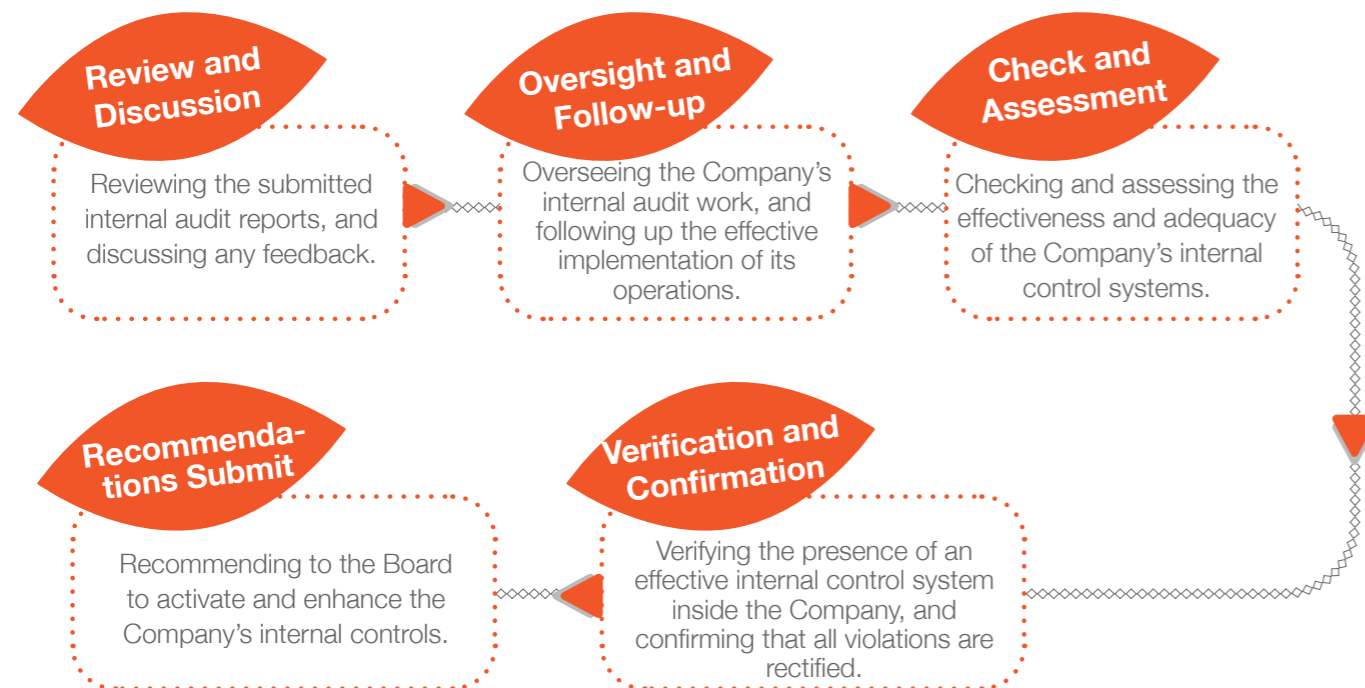 Review and
Discussion
Reviewing the submitted
internal audit reports, and
discussing any feedback.
Oversight and
Follow-up
Overseeing the Company’s
internal audit work, and
following up the effective
implementation of its
operations.
Check and
Assessment
Checking and assessing the
effectiveness and adequacy
of the Company’s internal
control systems.
Verification and
Confirmation
Verifying the presence of an
effective internal control system
inside the Company, and
confirming that all violations are
rectified.
Recommenda-
tions Submit
Recommending to the Board
to activate and enhance the
Company’s internal controls.